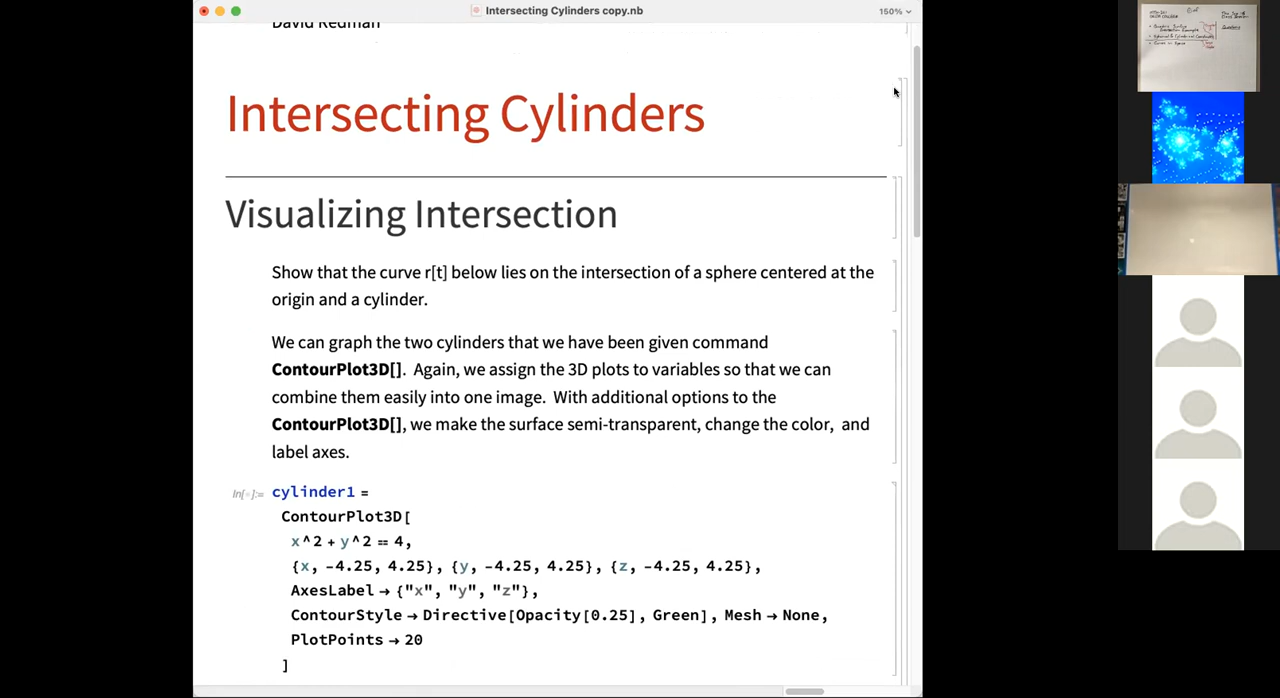 Intersecting Cylinders copy.nb
150%
David Redman
Intersecting Cylinders
Visualizing Intersection
Show that the curve r[t] below lies on the intersection of a sphere centered at the
origin and a cylinder.
We can graph the two cylinders that we have been given command
ContourPlot3D[]. Again, we assign the 3D plots to variables so that we can
combine them easily into one image. With additional options to the
ContourPlot3D[], we make the surface semi-transparent, change the color, and
label axes.
In[◦]:= cylinder1 =
ContourPlot3D[
x^2 + y^2 == 4,
{x, -4.25, 4.25}, {y, -4.25, 4.25}, {z, -4.25, 4.25},
AxesLabel → {"x", "y", "z"},
ContourStyle → Directive[Opacity[0.25], Green], Mesh → None,
PlotPoints → 20
]